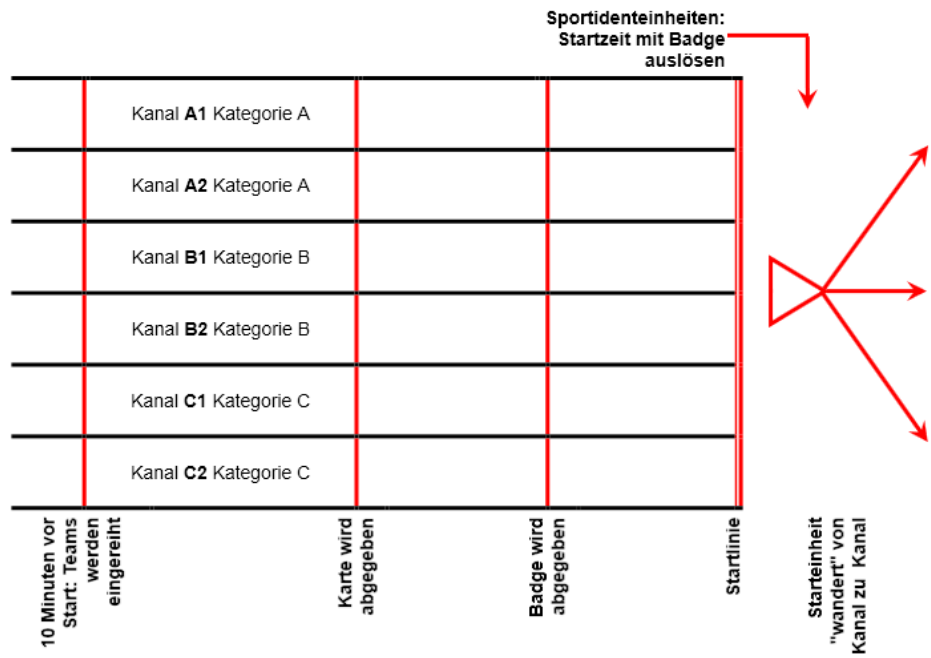 Sportidenteinheiten:
Startzeit mit Badge
auslösen
Kanal A1 Kategorie A
Kanal A2 Kategorie A
Kanal B1 Kategorie B
Kanal B2 Kategorie B
Kanal C1 Kategorie C
Kanal C2 Kategorie C
10 Minuten vor
Start: Teams
werden
eingereiht
Karte wird
abgegeben
Badge wird
abgegeben
Startlinie
Starteinheit
"wandert" von
Kanal zu Kanal